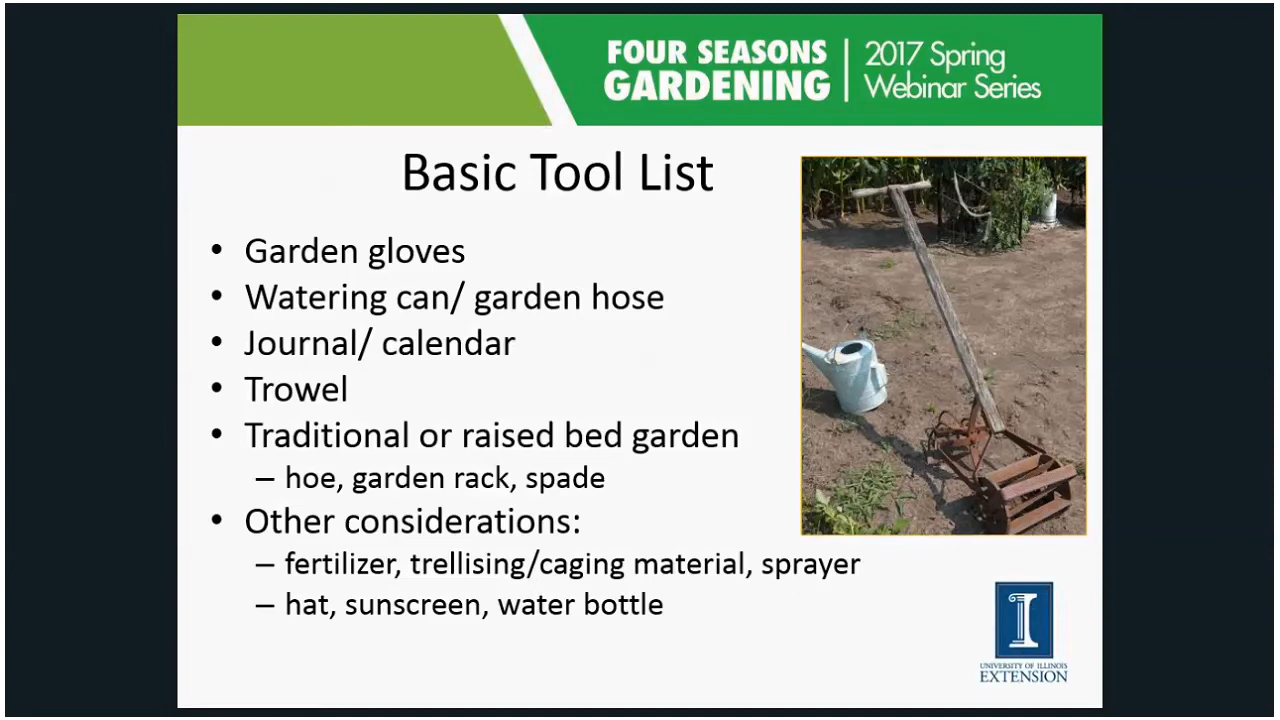 FOUR SEASONS
GARDENING
2017 Spring
Webinar Series
Basic Tool List
• Garden gloves
• Watering can/ garden hose
• Journal/ calendar
• Trowel
• Traditional or raised bed garden
– hoe, garden rack, spade
• Other considerations:
– fertilizer, trellising/caging material, sprayer
– hat, sunscreen, water bottle
I
UNIVERSITY OF ILLINOIS
EXTENSION